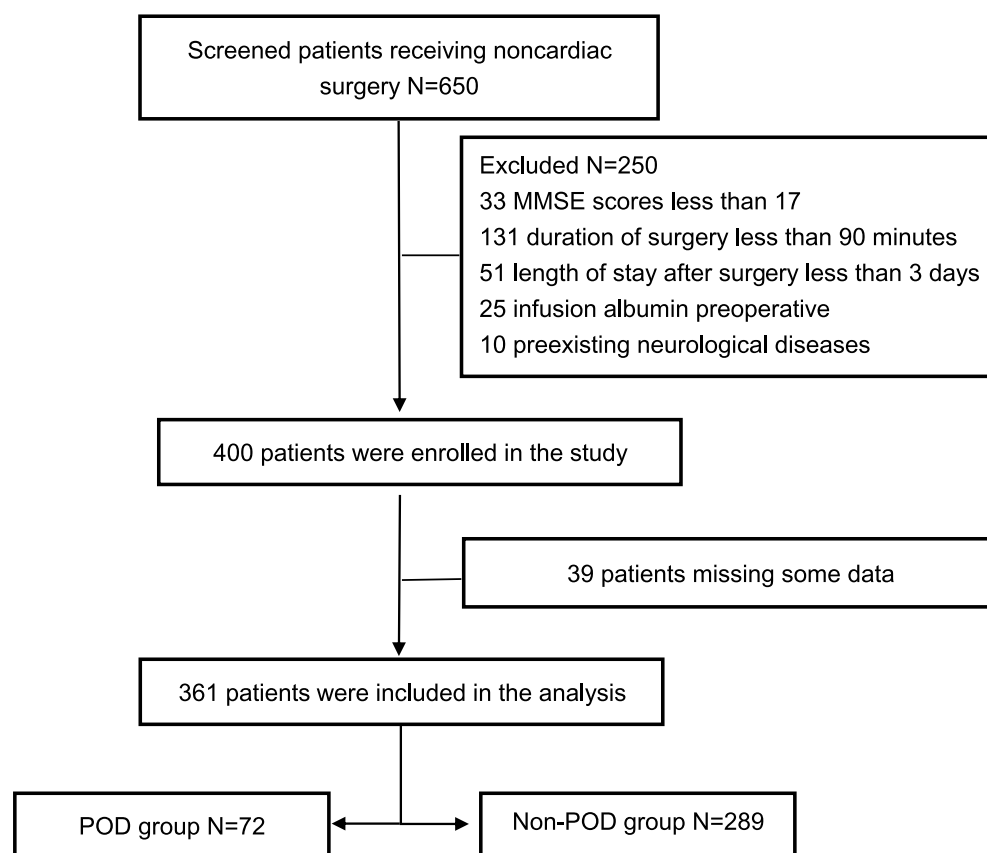 Screened patients receiving noncardiac
surgery N=650
Excluded N=250
33 MMSE scores less than 17
131 duration of surgery less than 90 minutes
51 length of stay after surgery less than 3 days
25 infusion albumin preoperative
10 preexisting neurological diseases
400 patients were enrolled in the study
39 patients missing some data
361 patients were included in the analysis
POD group N=72
Non-POD group N=289